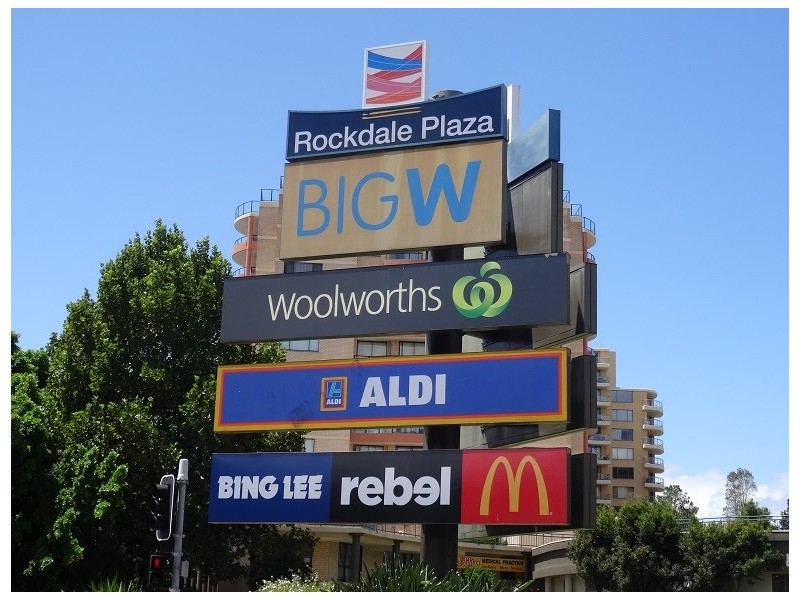 Rockdale Plaza
BIG W
Woolworths
ALDI
ALDI
BING LEE
rebel
M
MEDICAL PRACTICE